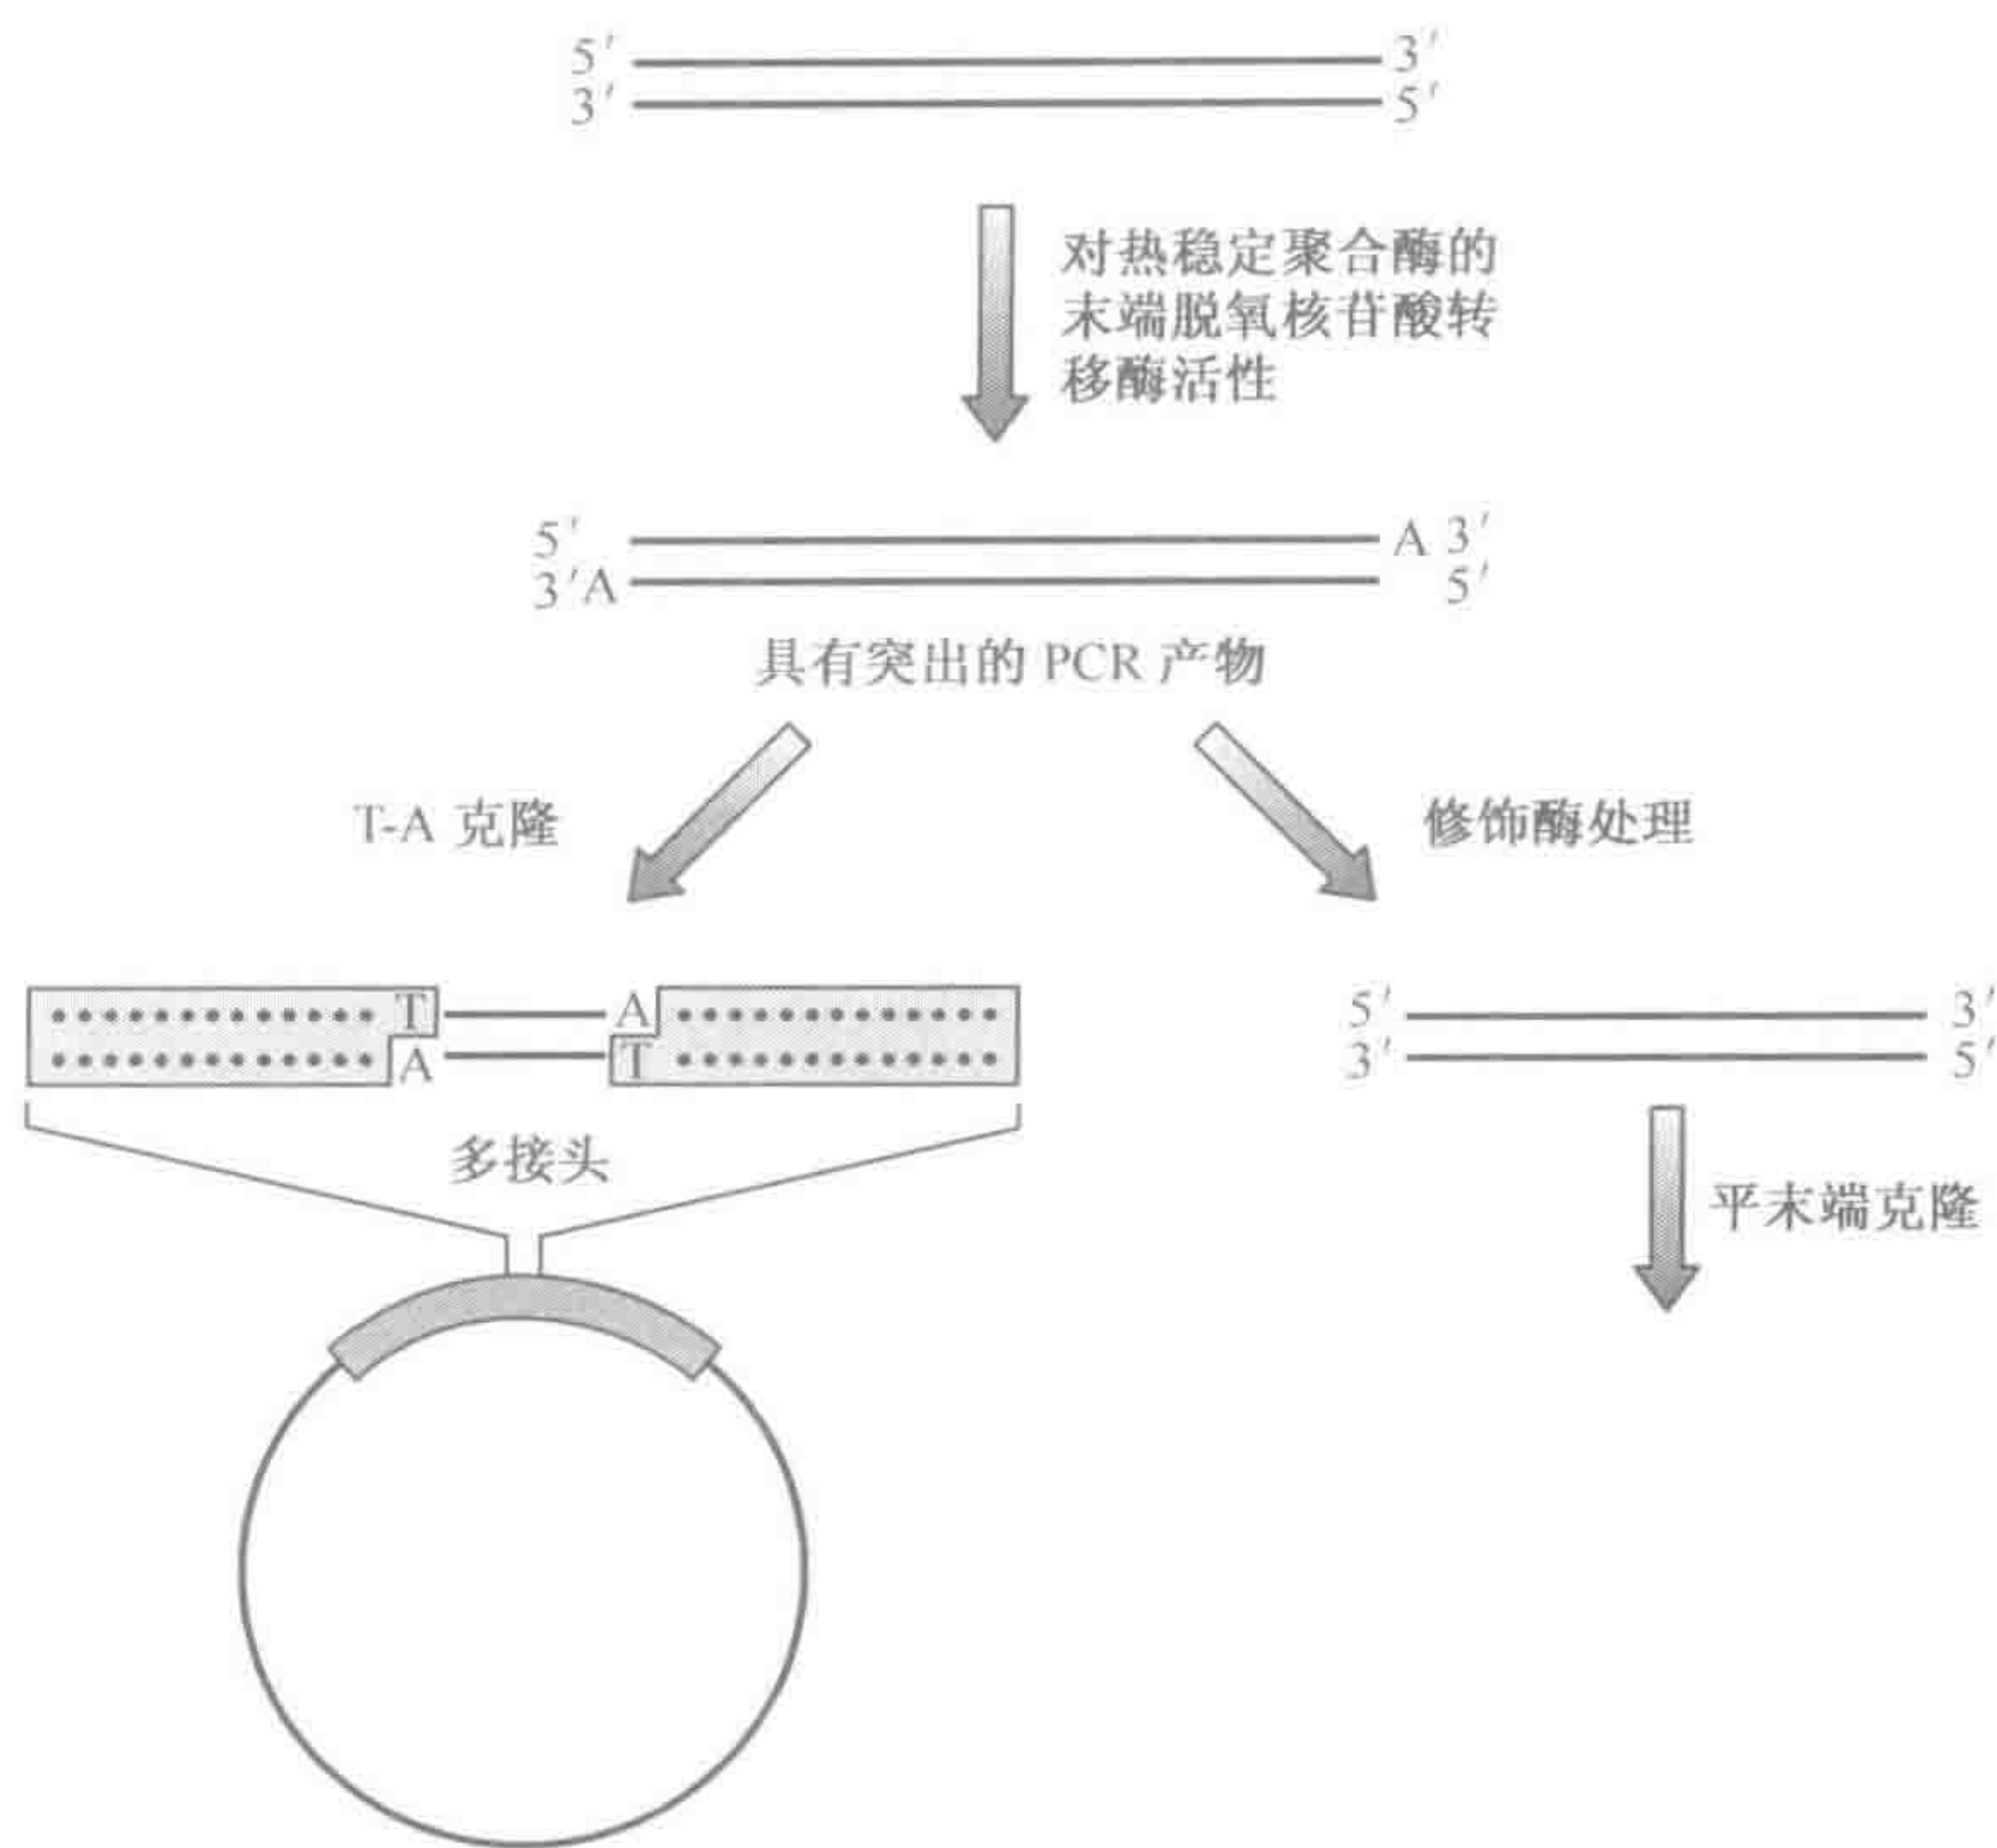 5′ 3′
3′ 5′
对热稳定聚合酶的
末端脱氧核苷酸转
移酶活性
5′ A 3′
3′A 5′
具有突出的 PCR 产物
T-A 克隆
修饰酶处理
T A
A T
5′ 3′
3′ 5′
多接头
平末端克隆